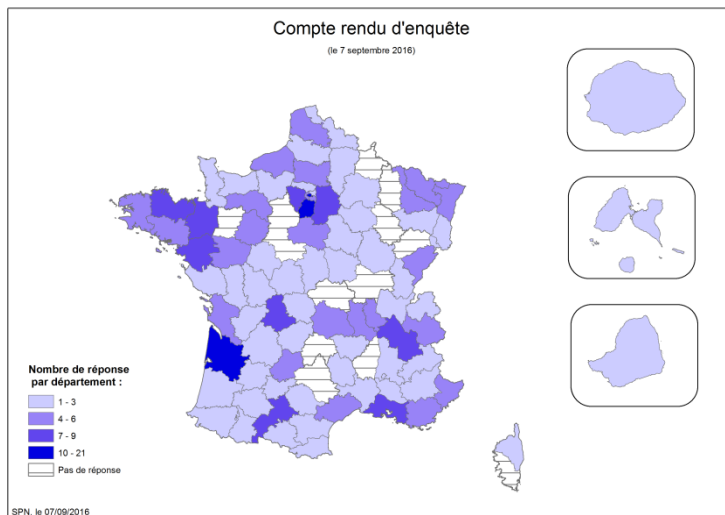 Compte rendu d'enquête
(le 7 septembre 2016)
Nombre de réponse
par département :
1 - 3
4 - 6
7 - 9
10 - 21
Pas de réponse
SPN, le 07/09/2016